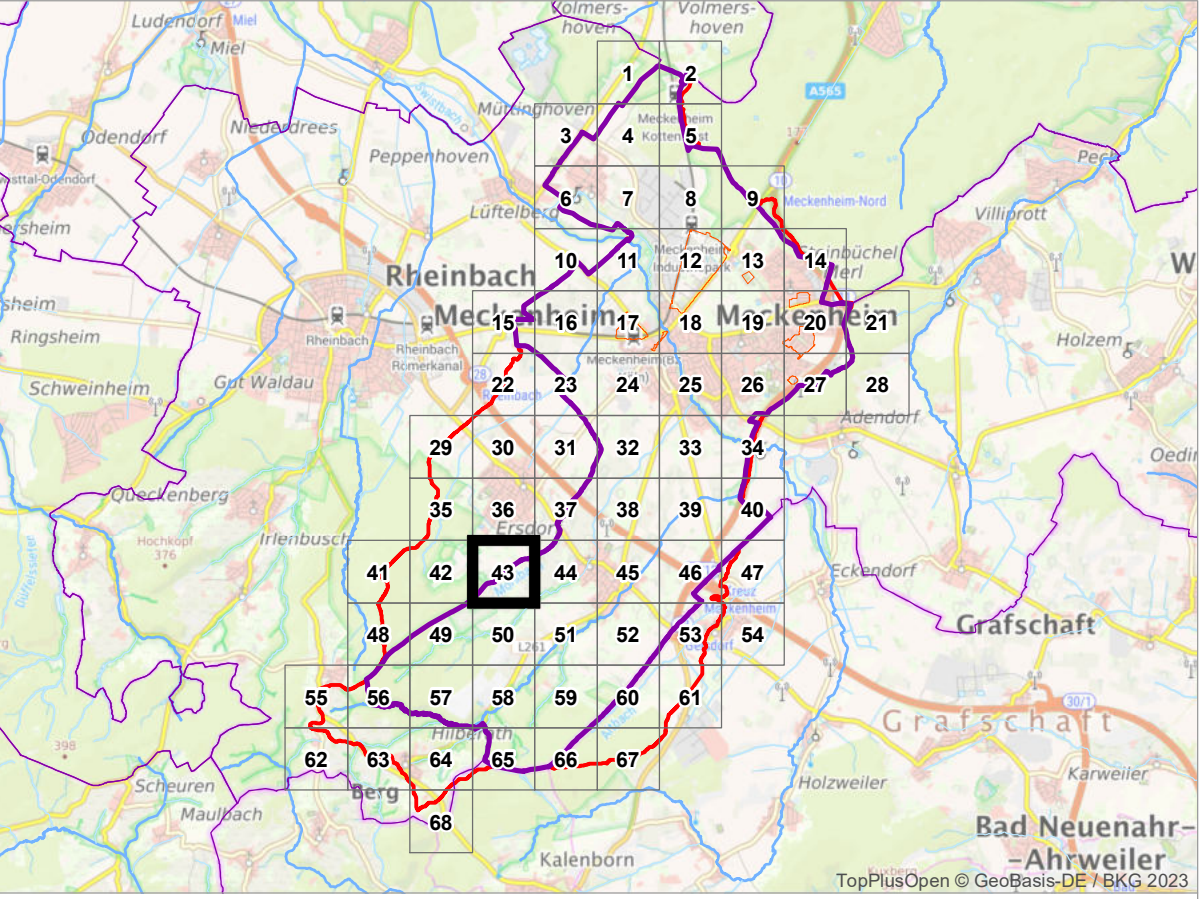 Ludendorf
Miel
Miel
Volmers-
hoven
Volmers-
hoven
1
2
A565
Swistbach
Müttinghoven
Meckenheim
Odendorf
Niederdrees
3
4
5
Peppenhoven
6
7
8
9
10
Meckenheim-Nord
Lüftelberg
Villiprott
10
11
12
13
14
Rheinbach
Meckenheim
Meckenheim
15
16
17
18
19
20
21
Ringsheim
Rheinbach
Rheinbach
Römerkanal
Holzem
Schweinheim
Gut Waldau
22
23
24
25
26
27
28
Rheinbach
Adendorf
29
30
31
32
33
34
Queckenberg
35
36
37
38
39
40
Hochkopf
376
Irlenbusch
41
42
43
44
45
46
47
Eckendorf
Meckenheim
Grafschaft
48
49
50
51
52
53
54
L261
55
56
57
58
59
60
61
30/1
Grafschaft
Hilberath
398
62
63
64
65
66
67
Karweiler
Scheuren
Holzweiler
Berg
Maulbach
68
Bad Neuenahr-
-Ahrweiler
Kalenborn
TopPlusOpen © GeoBasis-DE / BKG 2023